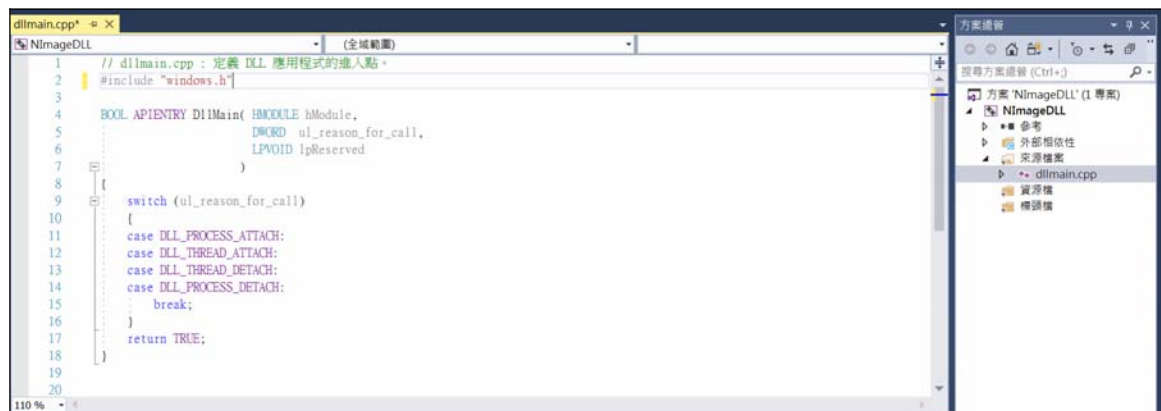 dllmain.cpp*
NImageDLL
(全域範圍)
1 // dllmain.cpp : 定義 DLL 應用程式的進入點。
2 #include "windows.h"
3
4 BOOL APIENTRY DllMain( HMODULE hModule,
5 DWORD ul_reason_for_call,
6 LPVOID lpReserved
7 )
8 {
9 switch (ul_reason_for_call)
10 {
11 case DLL_PROCESS_ATTACH:
12 case DLL_THREAD_ATTACH:
13 case DLL_THREAD_DETACH:
14 case DLL_PROCESS_DETACH:
15 break;
16 }
17 return TRUE;
18 }
19
20
110 %
方案總管
搜尋方案總管 (Ctrl+;)
方案 'NImageDLL' (1 專案)
NImageDLL
參考
外部相依性
來源檔案
dllmain.cpp
資源檔
標頭檔